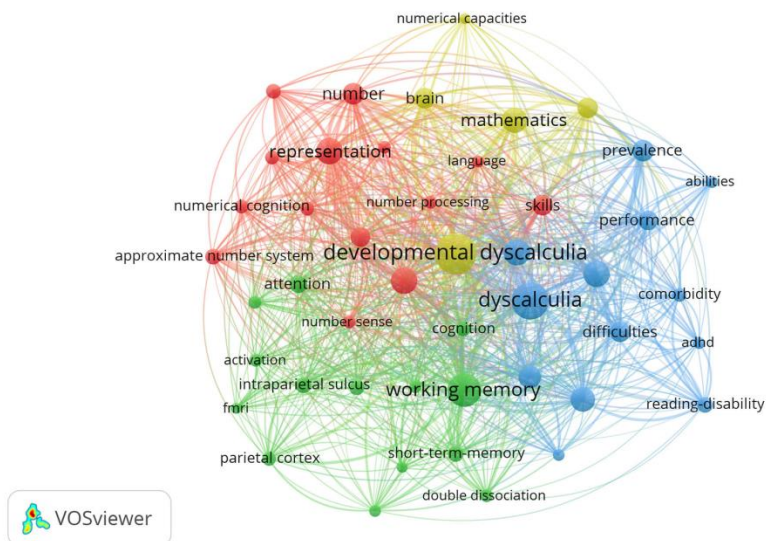 numerical capacities
number
brain
mathematics
representation
language
prevalence
abilities
numerical cognition
number processing
skills
performance
approximate number system
developmental dyscalculia
attention
dyscalculia
comorbidity
number sense
cognition
difficulties
adhd
activation
intraparietal sulcus
working memory
fmri
reading-disability
parietal cortex
short-term-memory
double dissociation
VOSviewer